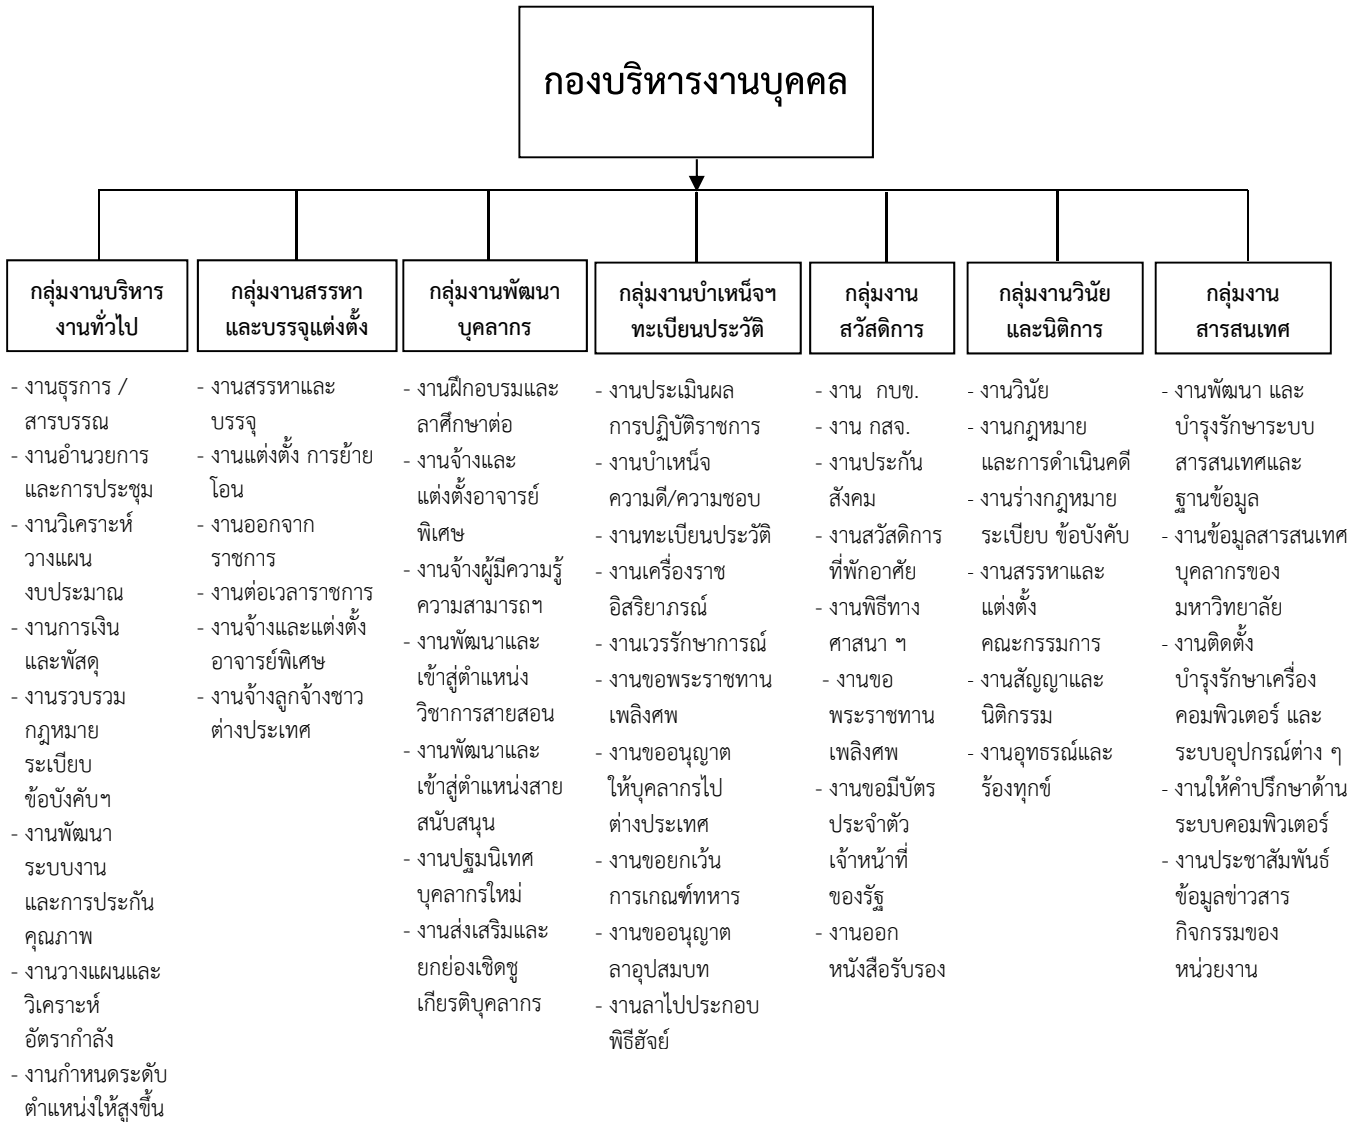 กองบริหารงานบุคคล
กลุ่มงานบริหาร
งานทั่วไป
- งานธุรการ /
สารบรรณ
- งานอำนวยการ
และการประชุม
- งานวิเคราะห์
วางแผน
งบประมาณ
- งานการเงิน
และพัสดุ
- งานรวบรวม
กฎหมาย
ระเบียบ
ข้อบังคับฯ
- งานพัฒนา
ระบบงาน
และการประกัน
คุณภาพ
- งานวางแผนและ
วิเคราะห์
อัตรากำลัง
- งานกำหนดระดับ
ตำแหน่งให้สูงขึ้น
กลุ่มงานสรรหา
และบรรจุแต่งตั้ง
- งานสรรหาและ
บรรจุ
- งานแต่งตั้ง การย้าย
โอน
- งานออกจาก
ราชการ
- งานต่อเวลาราชการ
- งานจ้างและแต่งตั้ง
อาจารย์พิเศษ
- งานจ้างลูกจ้างชาว
ต่างประเทศ
กลุ่มงานพัฒนา
บุคลากร
- งานฝึกอบรมและ
ลาศึกษาต่อ
- งานจ้างและ
แต่งตั้งอาจารย์
พิเศษ
- งานจ้างผู้มีความรู้
ความสามารถฯ
- งานพัฒนาและ
เข้าสู่ตำแหน่ง
วิชาการสายสอน
- งานพัฒนาและ
เข้าสู่ตำแหน่งสาย
สนับสนุน
- งานปฐมนิเทศ
บุคลากรใหม่
- งานส่งเสริมและ
ยกย่องเชิดชู
เกียรติบุคลากร
กลุ่มงานบำเหน็จฯ
ทะเบียนประวัติ
- งานประเมินผล
การปฏิบัติราชการ
- งานบำเหน็จ
ความดี/ความชอบ
- งานทะเบียนประวัติ
- งานเครื่องราช
อิสริยาภรณ์
- งานเวรรักษาการณ์
- งานขอพระราชทาน
เพลิงศพ
- งานขออนุญาต
ให้บุคลากรไป
ต่างประเทศ
- งานขอยกเว้น
การเกณฑ์ทหาร
- งานขออนุญาต
ลาอุปสมบท
- งานลาไปประกอบ
พิธีฮัจย์
กลุ่มงาน
สวัสดิการ
- งาน กบข.
- งาน กสจ.
- งานประกัน
สังคม
- งานสวัสดิการ
ที่พักอาศัย
- งานพิธีทาง
ศาสนา ฯ
- งานขอ
พระราชทาน
เพลิงศพ
- งานขอมีบัตร
ประจำตัว
เจ้าหน้าที่
ของรัฐ
- งานออก
หนังสือรับรอง
กลุ่มงานวินัย
และนิติการ
- งานวินัย
- งานกฎหมาย
และการดำเนินคดี
- งานร่างกฎหมาย
ระเบียบ ข้อบังคับ
- งานสรรหาและ
แต่งตั้ง
คณะกรรมการ
- งานสัญญาและ
นิติกรรม
- งานอุทธรณ์และ
ร้องทุกข์
กลุ่มงาน
สารสนเทศ
- งานพัฒนา และ
บำรุงรักษาระบบ
สารสนเทศและ
ฐานข้อมูล
- งานข้อมูลสารสนเทศ
บุคลากรของ
มหาวิทยาลัย
- งานติดตั้ง
บำรุงรักษาเครื่อง
คอมพิวเตอร์ และ
ระบบอุปกรณ์ต่าง ๆ
- งานให้คำปรึกษาด้าน
ระบบคอมพิวเตอร์
- งานประชาสัมพันธ์
ข้อมูลข่าวสาร
กิจกรรมของ
หน่วยงาน